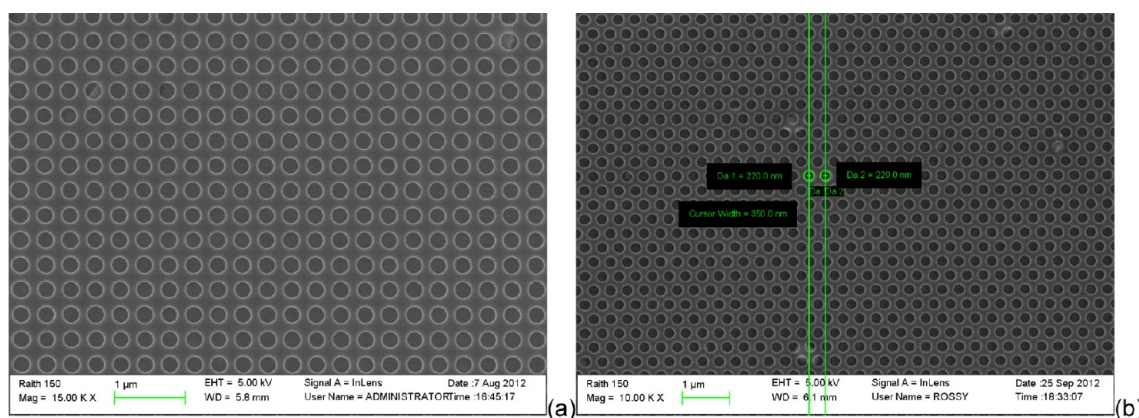 Da 1 = 220.0 nm
Da 2 = 220.0 nm
Da 1Da 2
Cursor Width = 350.0 nm
Raith 150
1 µm
EHT = 5.00 kV
Signal A = InLens
Date :7 Aug 2012
Mag = 15.00 K X
WD = 5.8 mm
User Name = ADMINISTRATOR
Time :16:45:17
(a)
Raith 150
1 µm
EHT = 5.00 kV
Signal A = InLens
Date :25 Sep 2012
Mag = 10.00 K X
WD = 6.1 mm
User Name = ROSSY
Time :18:33:07
(b)